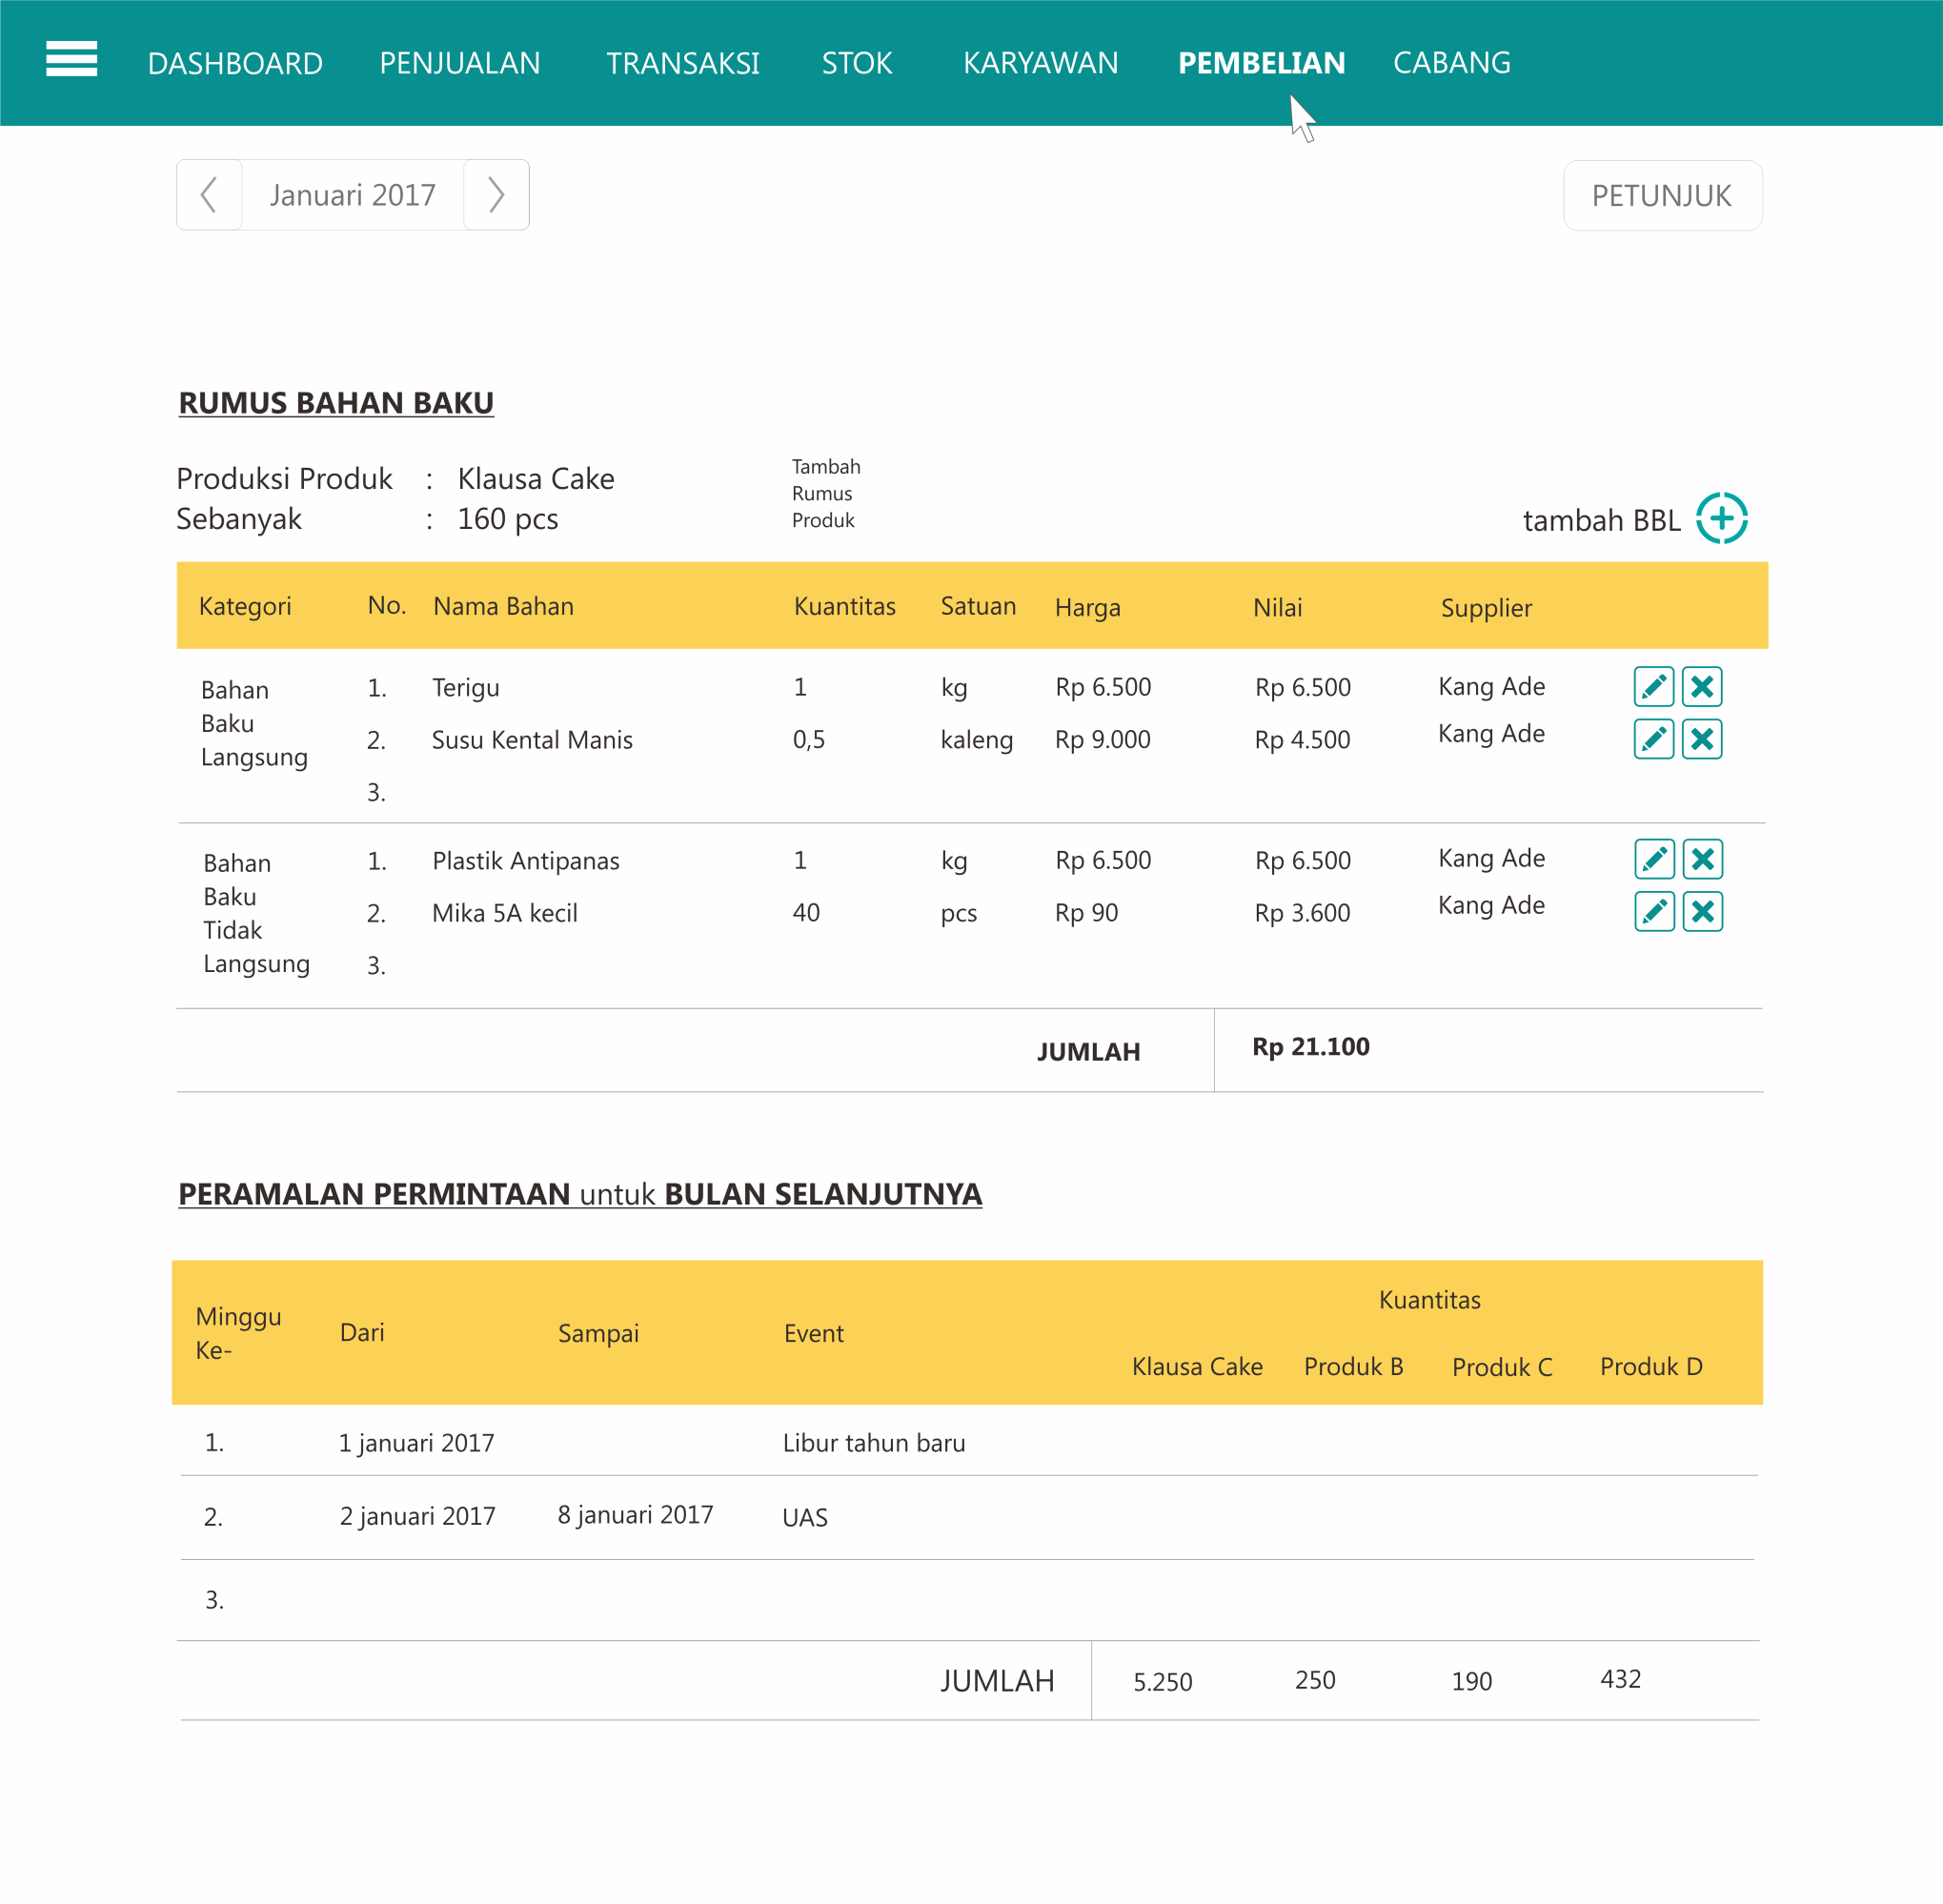 DASHBOARD PENJUALAN TRANSAKSI STOK KARYAWAN PEMBELIAN CABANG
Januari 2017 PETUNJUK
RUMUS BAHAN BAKU
Produksi Produk : Klausa Cake
Sebanyak : 160 pcs
Tambah
Rumus
Produk
tambah BBL
Kategori No. Nama Bahan Kuantitas Satuan Harga Nilai Supplier
Bahan
Baku
Langsung
1. Terigu 1 kg Rp 6.500 Rp 6.500 Kang Ade
2. Susu Kental Manis 0,5 kaleng Rp 9.000 Rp 4.500 Kang Ade
3.
Bahan
Baku
Tidak
Langsung
1. Plastik Antipanas 1 kg Rp 6.500 Rp 6.500 Kang Ade
2. Mika 5A kecil 40 pcs Rp 90 Rp 3.600 Kang Ade
3.
JUMLAH Rp 21.100
PERAMALAN PERMINTAAN untuk BULAN SELANJUTNYA
Minggu
Ke-
Dari Sampai Event
Kuantitas
Klausa Cake Produk B Produk C Produk D
1. 1 januari 2017 Libur tahun baru
2. 2 januari 2017 8 januari 2017 UAS
3.
JUMLAH 5.250 250 190 432